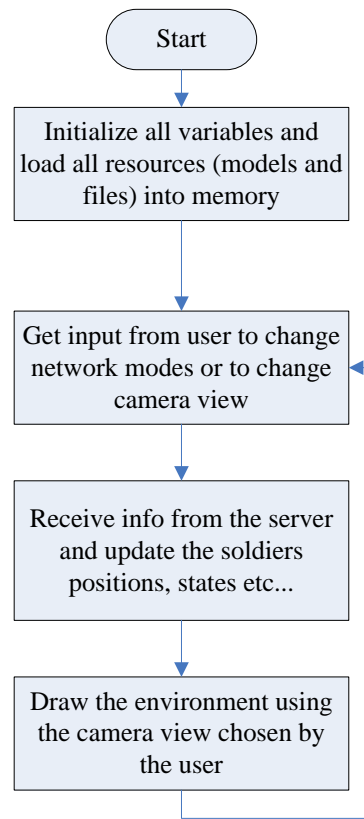 Start
Initialize all variables and
load all resources (models and
files) into memory
Get input from user to change
network modes or to change
camera view
Receive info from the server
and update the soldiers
positions, states etc...
Draw the environment using
the camera view chosen by
the user